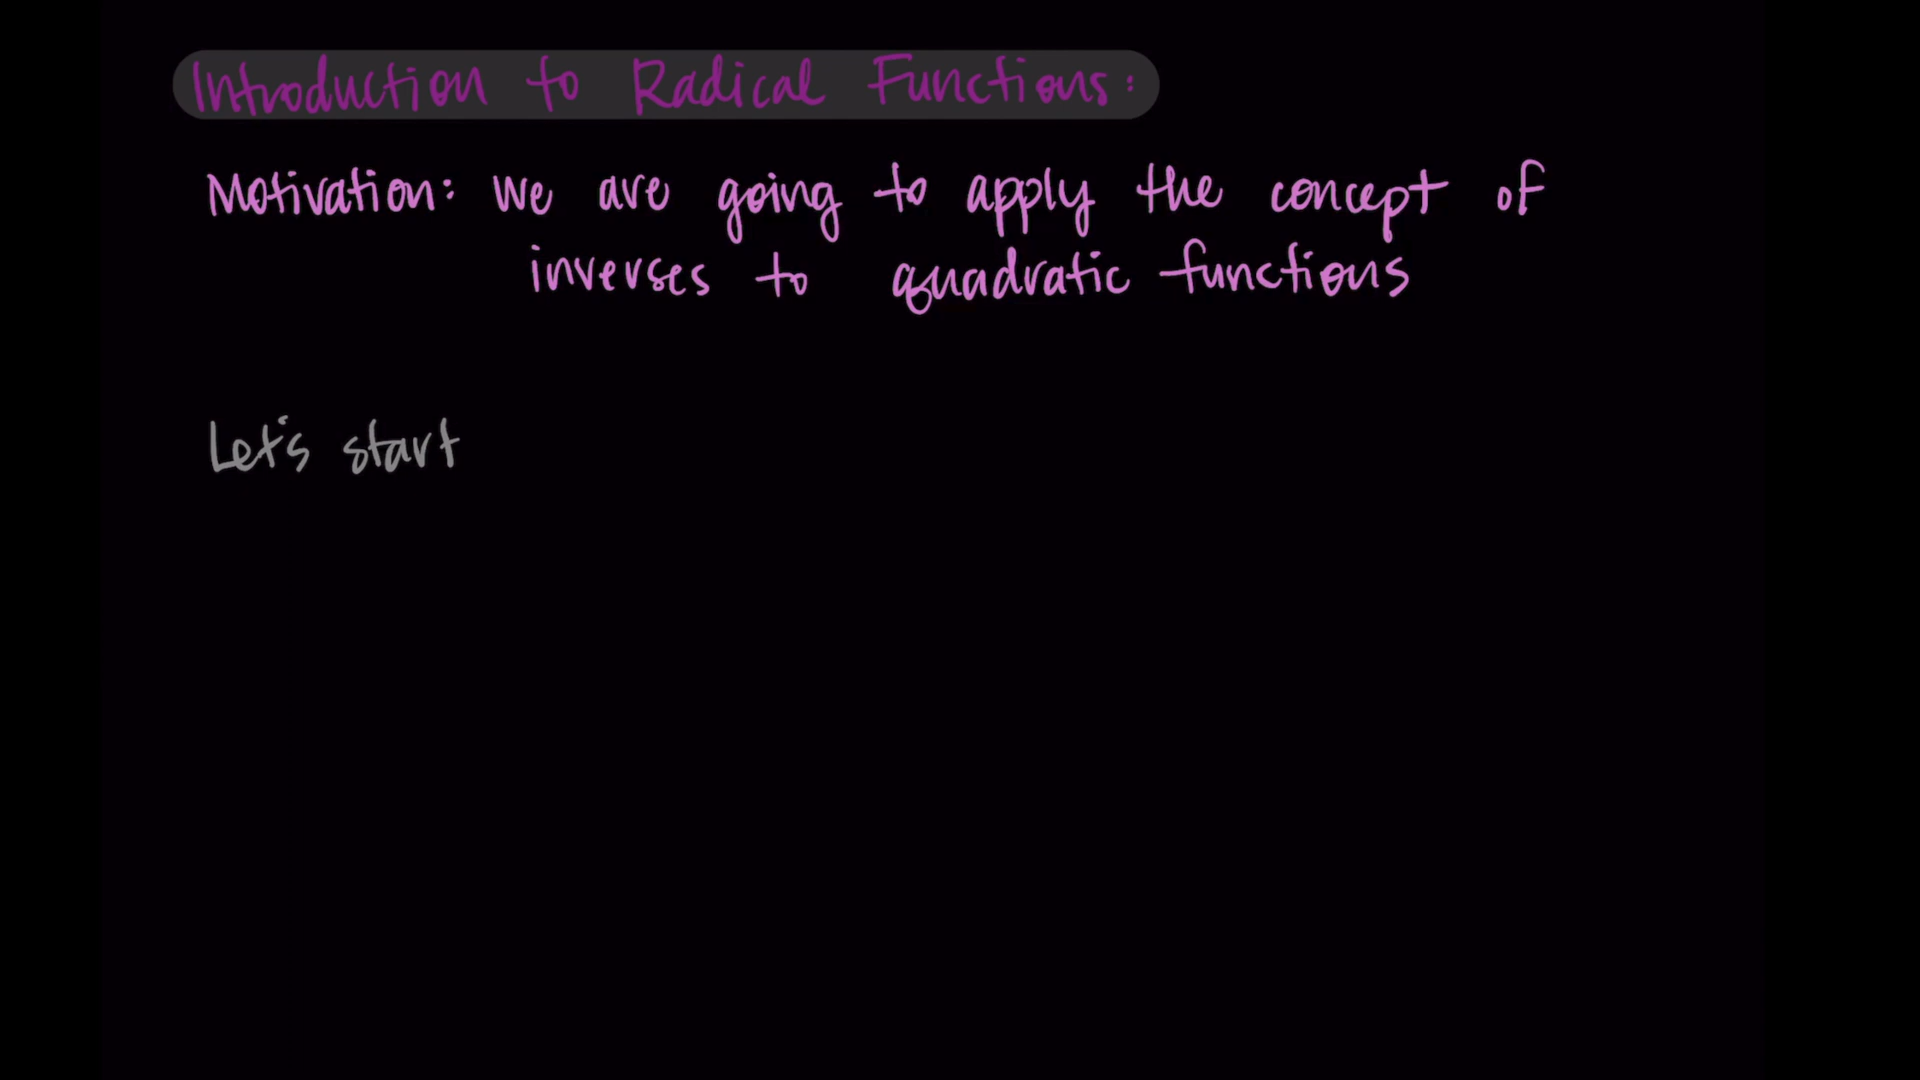 Introduction to Radical Functions:
Motivation: We are going to apply the concept of
inverses to quadratic functions
Let's start